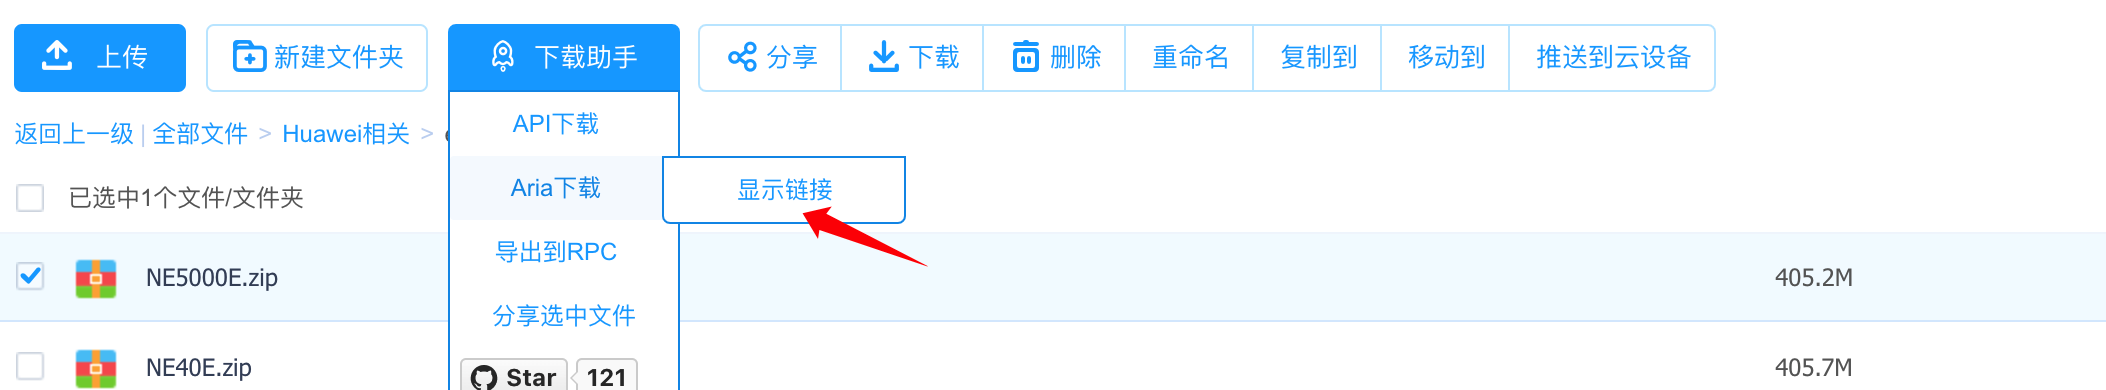 上传 新建文件夹 下载助手 分享 下载 删除 重命名 复制到 移动到 推送到云设备
API下载
返回上一级 | 全部文件 > Huawei相关 >
Aria下载 显示链接
已选中1个文件/文件夹
导出到RPC
NE5000E.zip 405.2M
分享选中文件
NE40E.zip 405.7M
Star 121